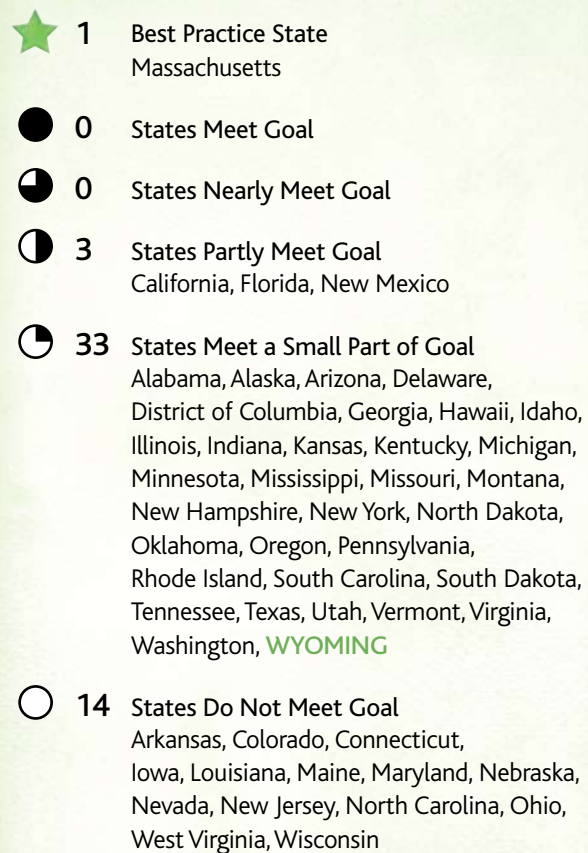 1 Best Practice State
Massachusetts
0 States Meet Goal
0 States Nearly Meet Goal
3 States Partly Meet Goal
California, Florida, New Mexico
33 States Meet a Small Part of Goal
Alabama, Alaska, Arizona, Delaware,
District of Columbia, Georgia, Hawaii, Idaho,
Illinois, Indiana, Kansas, Kentucky, Michigan,
Minnesota, Mississippi, Missouri, Montana,
New Hampshire, New York, North Dakota,
Oklahoma, Oregon, Pennsylvania,
Rhode Island, South Carolina, South Dakota,
Tennessee, Texas, Utah, Vermont, Virginia,
Washington, WYOMING
14 States Do Not Meet Goal
Arkansas, Colorado, Connecticut,
Iowa, Louisiana, Maine, Maryland, Nebraska,
Nevada, New Jersey, North Carolina, Ohio,
West Virginia, Wisconsin